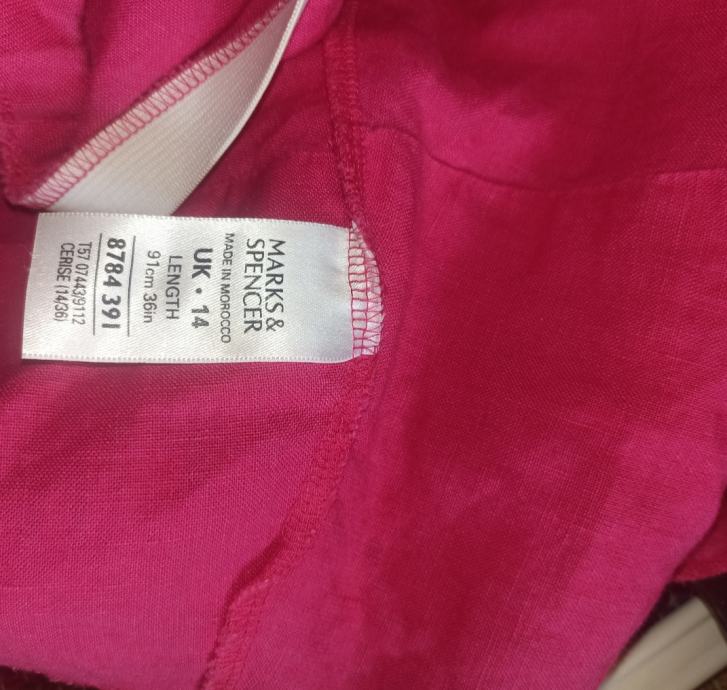 MARKS &
SPENCER
MADE IN MOROCCO
UK • 14
LENGTH
91cm 36in
8784 391
T57 07443/9112
CERISE (14/36)